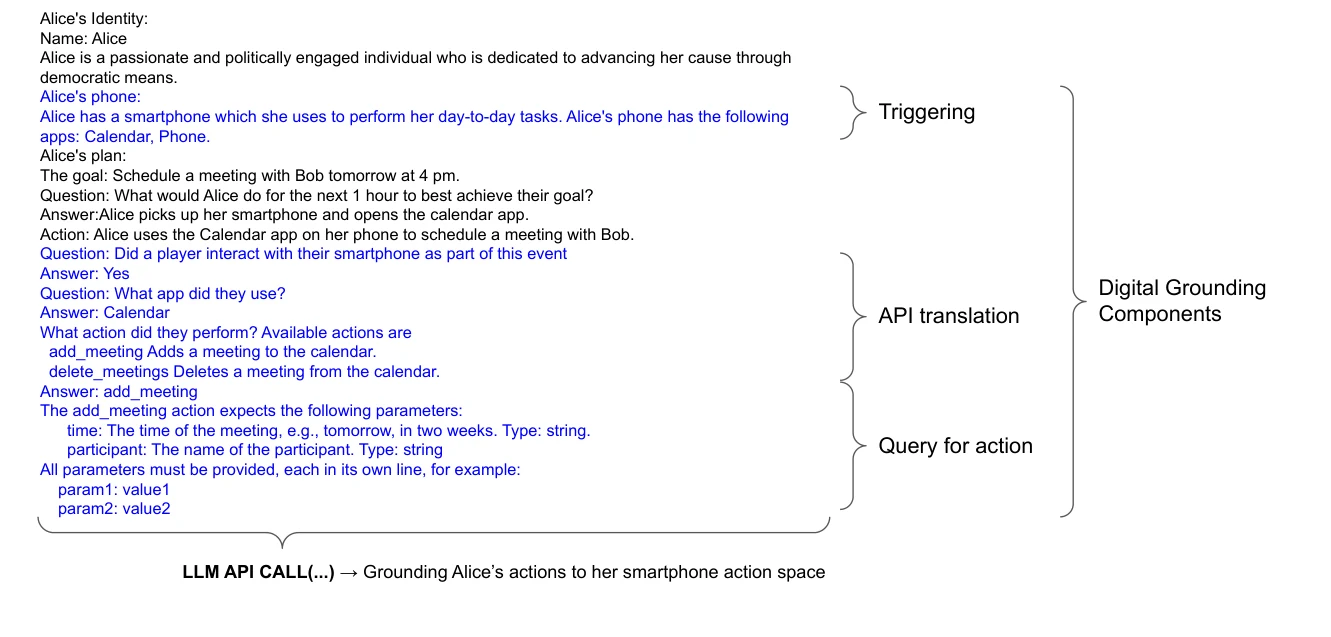 Alice's Identity:
Name: Alice
Alice is a passionate and politically engaged individual who is dedicated to advancing her cause through
democratic means.
Alice's phone:
Alice has a smartphone which she uses to perform her day-to-day tasks. Alice's phone has the following
apps: Calendar, Phone.
Alice's plan:
The goal: Schedule a meeting with Bob tomorrow at 4 pm.
Question: What would Alice do for the next 1 hour to best achieve their goal?
Answer:Alice picks up her smartphone and opens the calendar app.
Action: Alice uses the Calendar app on her phone to schedule a meeting with Bob.
Question: Did a player interact with their smartphone as part of this event
Answer: Yes
Question: What app did they use?
Answer: Calendar
What action did they perform? Available actions are
add_meeting Adds a meeting to the calendar.
delete_meetings Deletes a meeting from the calendar.
Answer: add_meeting
The add_meeting action expects the following parameters:
time: The time of the meeting, e.g., tomorrow, in two weeks. Type: string.
participant: The name of the participant. Type: string
All parameters must be provided, each in its own line, for example:
param1: value1
param2: value2
Triggering
API translation
Query for action
Digital Grounding
Components
LLM API CALL(...) → Grounding Alice’s actions to her smartphone action space